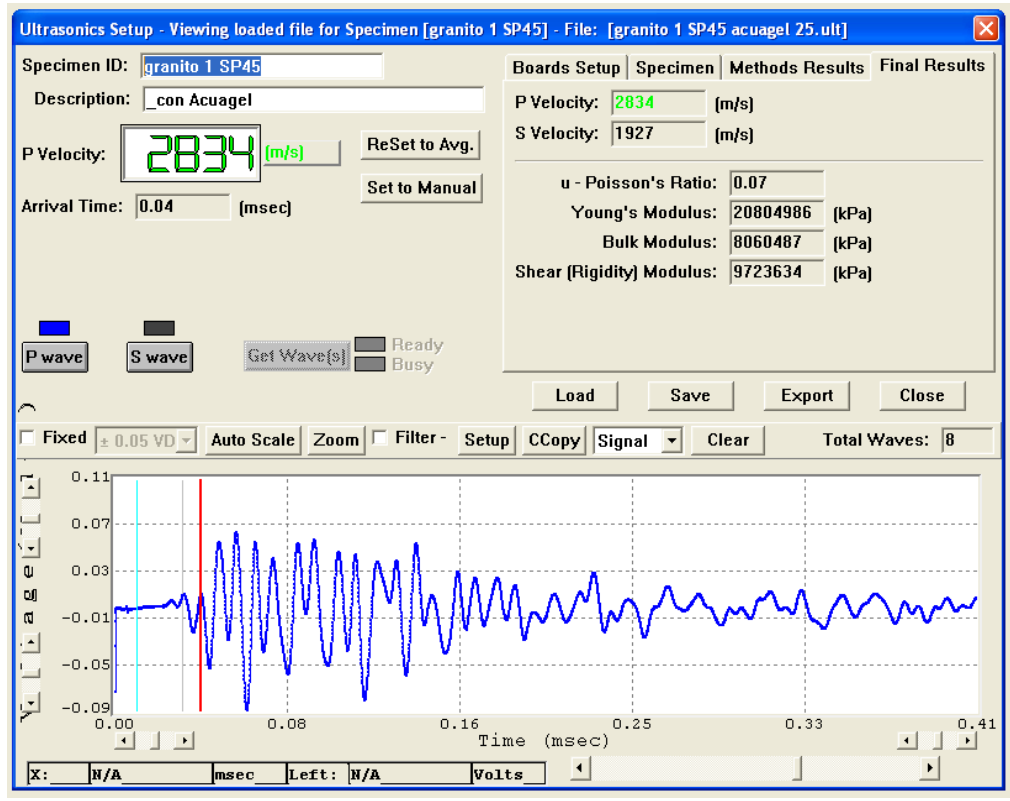 Ultrasonics Setup - Viewing loaded file for Specimen [granito 1 SP45] - File: [granito 1 SP45 acuagel 25.ult]
Specimen ID: granito 1 SP45
Description: _con Acuagel
P Velocity: 2834 (m/s)
ReSet to Avg.
Set to Manual
Arrival Time: 0.04 (msec)
Boards Setup Specimen Methods Results Final Results
P Velocity: 2834 (m/s)
S Velocity: 1927 (m/s)
u - Poisson's Ratio: 0.07
Young's Modulus: 20804986 (kPa)
Bulk Modulus: 8060487 (kPa)
Shear (Rigidity) Modulus: 9723634 (kPa)
P wave S wave Get Wave(s) Ready
Busy
Load Save Export Close
Fixed ± 0.05 VD Auto Scale Zoom Filter - Setup CCopy Signal Clear Total Waves: 8
0.11
0.07
0.03
-0.01
-0.05
-0.09
0.00 0.08 0.16 0.25 0.33 0.41
Time (msec)
X: N/A msec Left: N/A Volts